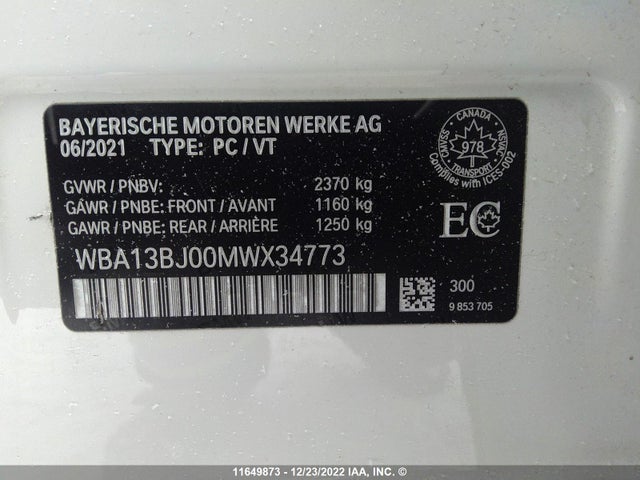 BAYERISCHE MOTOREN WERKE AG
06/2021 TYPE: PC / VT
GVWR / PNBV: 2370 kg
GAWR / PNBE: FRONT / AVANT 1160 kg
GAWR / PNBE: REAR / ARRIÈRE 1250 kg
WBA13BJ00MWX34773
CANADA
978
TRANSPORT
CMVSS
NSVAC
Complies with ICES-002
EC
300
9 853 705
11649873 - 12/23/2022 IAA, INC. ©